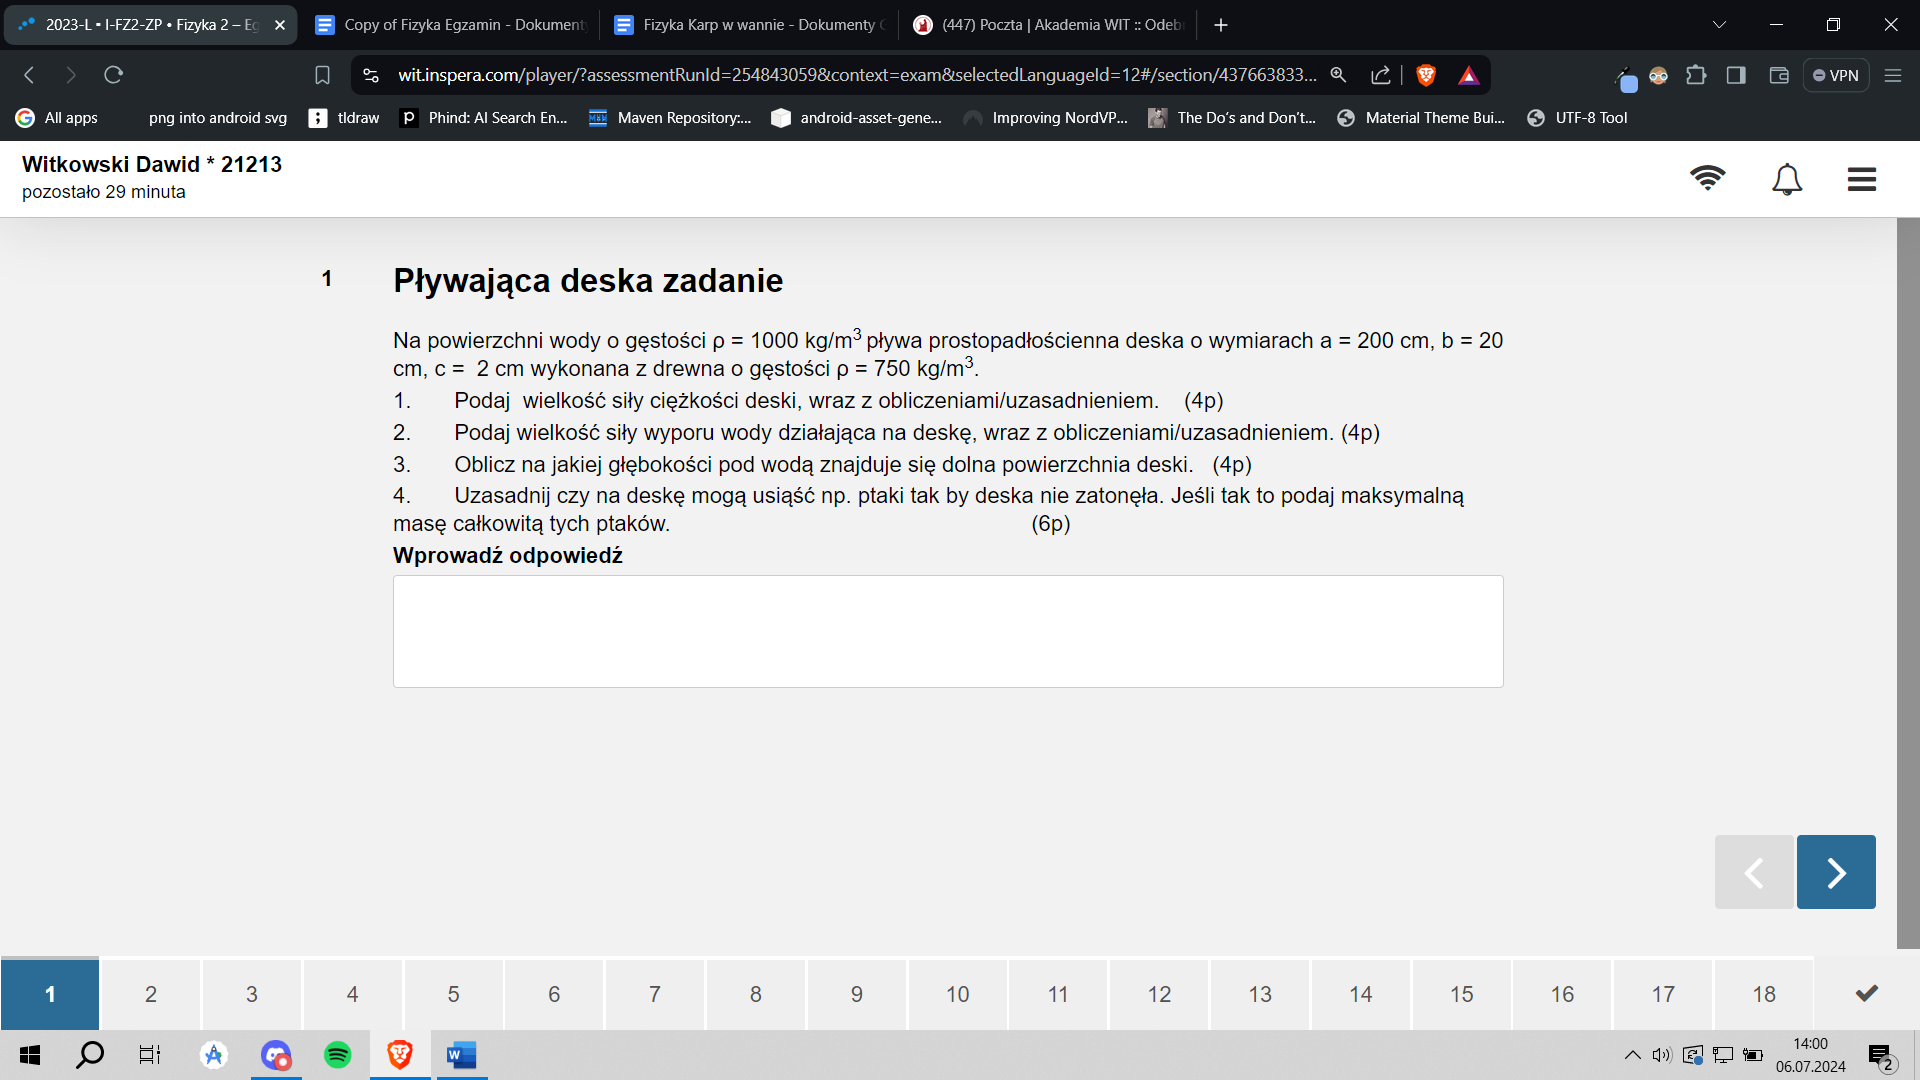 2023-L • I-FZ2-ZP • Fizyka 2 – Eg
Copy of Fizyka Egzamin - Dokument
Fizyka Karp w wannie - Dokumenty G
(447) Poczta | Akademia WIT :: Odeb
wit.inspera.com/player/?assessmentRunId=254843059&context=exam&selectedLanguageId=12#/section/437663833...
VPN
All apps
png into android svg
tldraw
Phind: AI Search En...
Maven Repository:...
android-asset-gene...
Improving NordVP...
The Do's and Don't...
Material Theme Bui...
UTF-8 Tool
Witkowski Dawid * 21213
pozostało 29 minuta
1 Pływająca deska zadanie
Na powierzchni wody o gęstości ρ = 1000 kg/m³ pływa prostopadłościenna deska o wymiarach a = 200 cm, b = 20
cm, c = 2 cm wykonana z drewna o gęstości ρ = 750 kg/m³.
1. Podaj wielkość siły ciężkości deski, wraz z obliczeniami/uzasadnieniem. (4p)
2. Podaj wielkość siły wyporu wody działająca na deskę, wraz z obliczeniami/uzasadnieniem. (4p)
3. Oblicz na jakiej głębokości pod wodą znajduje się dolna powierzchnia deski. (4p)
4. Uzasadnij czy na deskę mogą usiąść np. ptaki tak by deska nie zatonęła. Jeśli tak to podaj maksymalną
masę całkowitą tych ptaków. (6p)
Wprowadź odpowiedź
1 2 3 4 5 6 7 8 9 10 11 12 13 14 15 16 17 18
14:00
06.07.2024
2